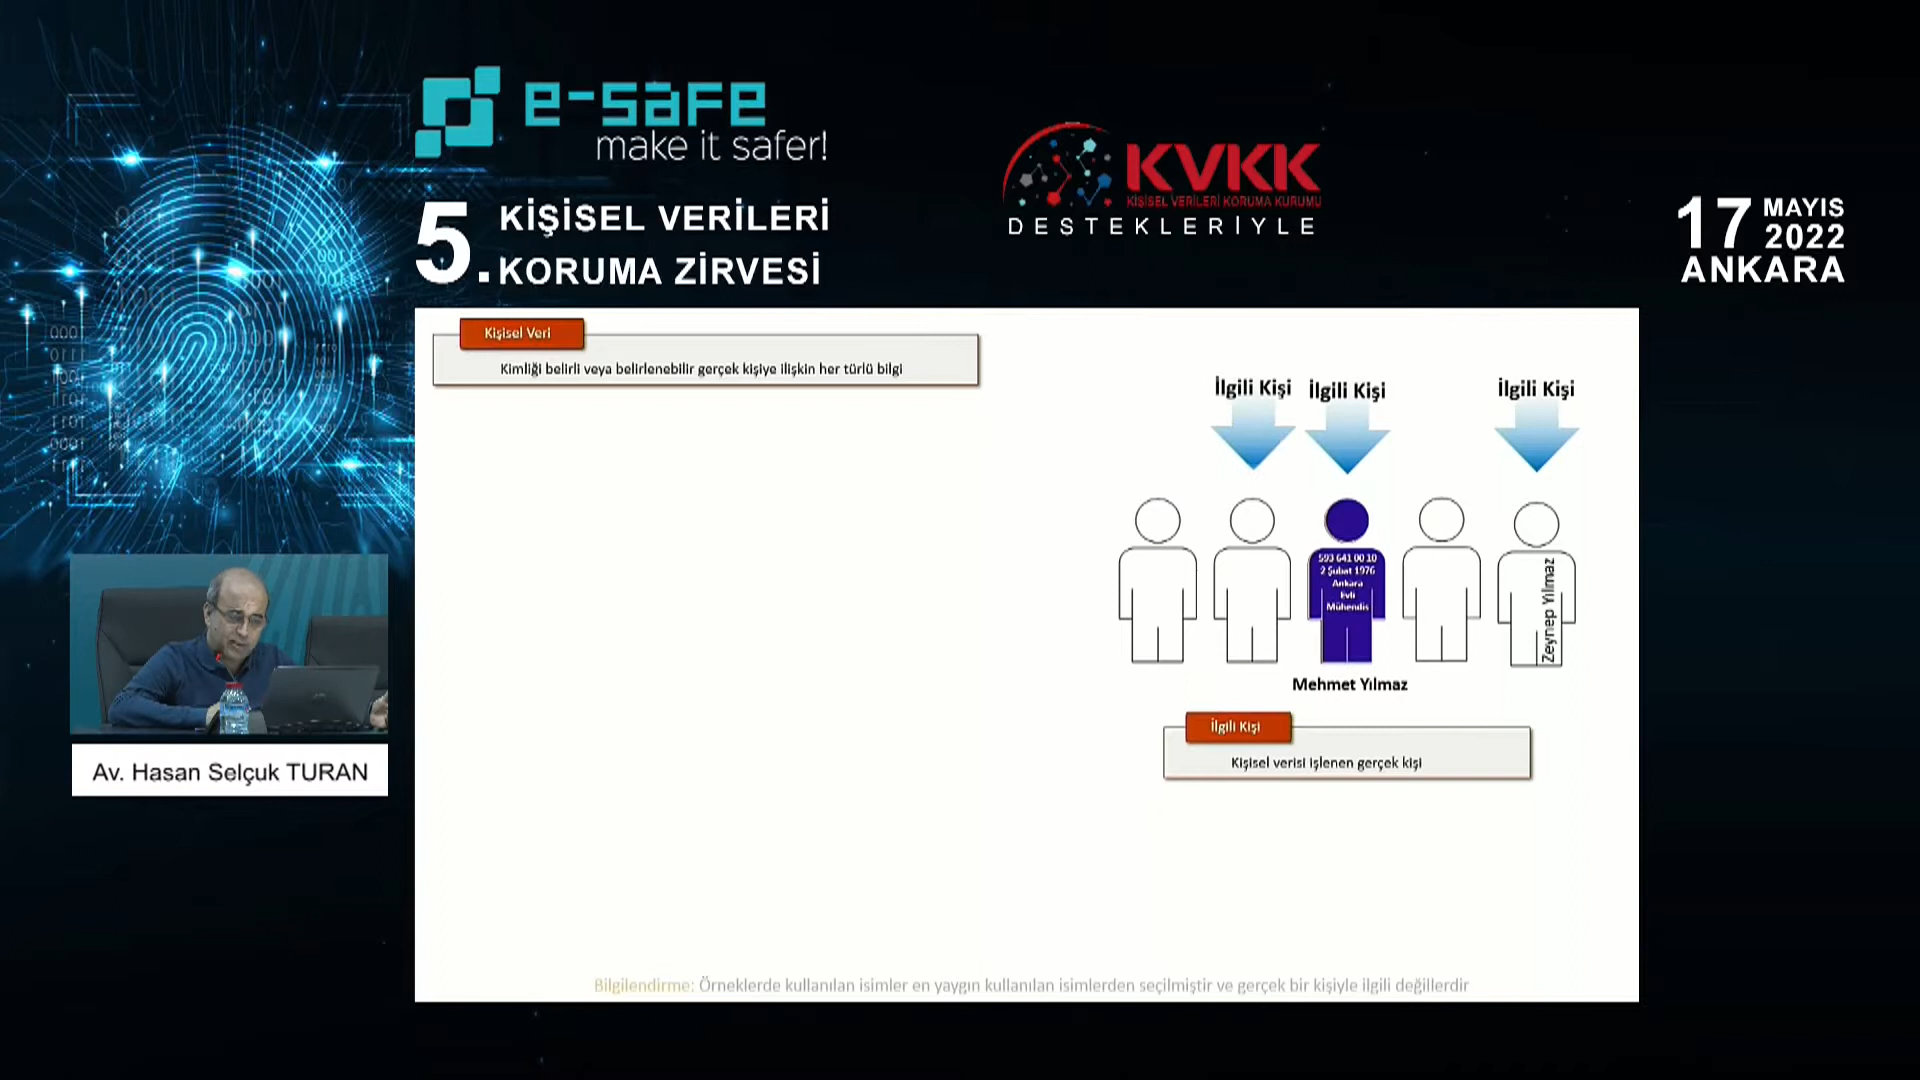 e-safe
make it safer!
5. KİŞİSEL VERİLERİ
KORUMA ZİRVESİ
KVKK
KİŞİSEL VERİLERİ KORUMA KURUMU
DESTEKLERİYLE
17 MAYIS
2022
ANKARA
Kişisel Veri
Kimliği belirli veya belirlenebilir gerçek kişiye ilişkin her türlü bilgi
İlgili Kişi
İlgili Kişi
İlgili Kişi
593 641 00 10
2 Şubat 1976
Ankara
Evli
Mühendis
Zeynep Yılmaz
Mehmet Yılmaz
İlgili Kişi
Kişisel verisi işlenen gerçek kişi
Av. Hasan Selçuk TURAN
Bilgilendirme: Örneklerde kullanılan isimler en yaygın kullanılan isimlerden seçilmiştir ve gerçek bir kişiyle ilgili değillerdir